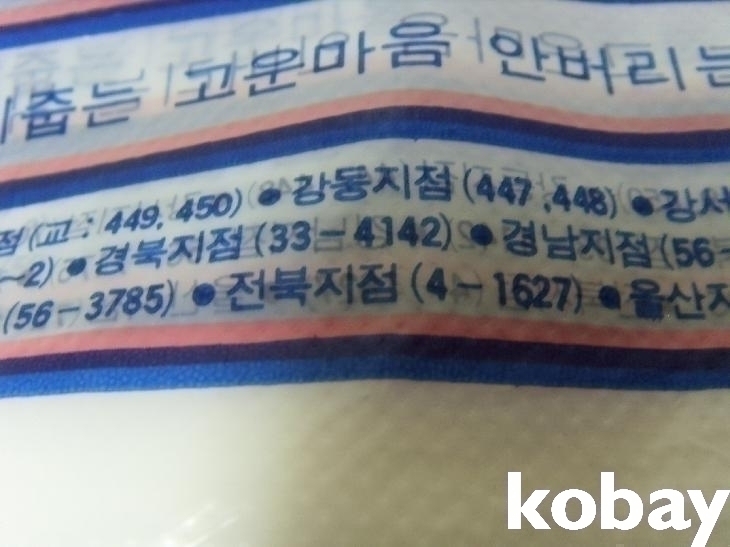 줍는 고운마음 안버리는
점(교 : 449, 450) ● 강동지점(447,448) ● 강서
~2) ● 경북지점(33-4142) ● 경남지점(56-
(56-3785) ● 전북지점(4-1627) ● 울산지
kobay